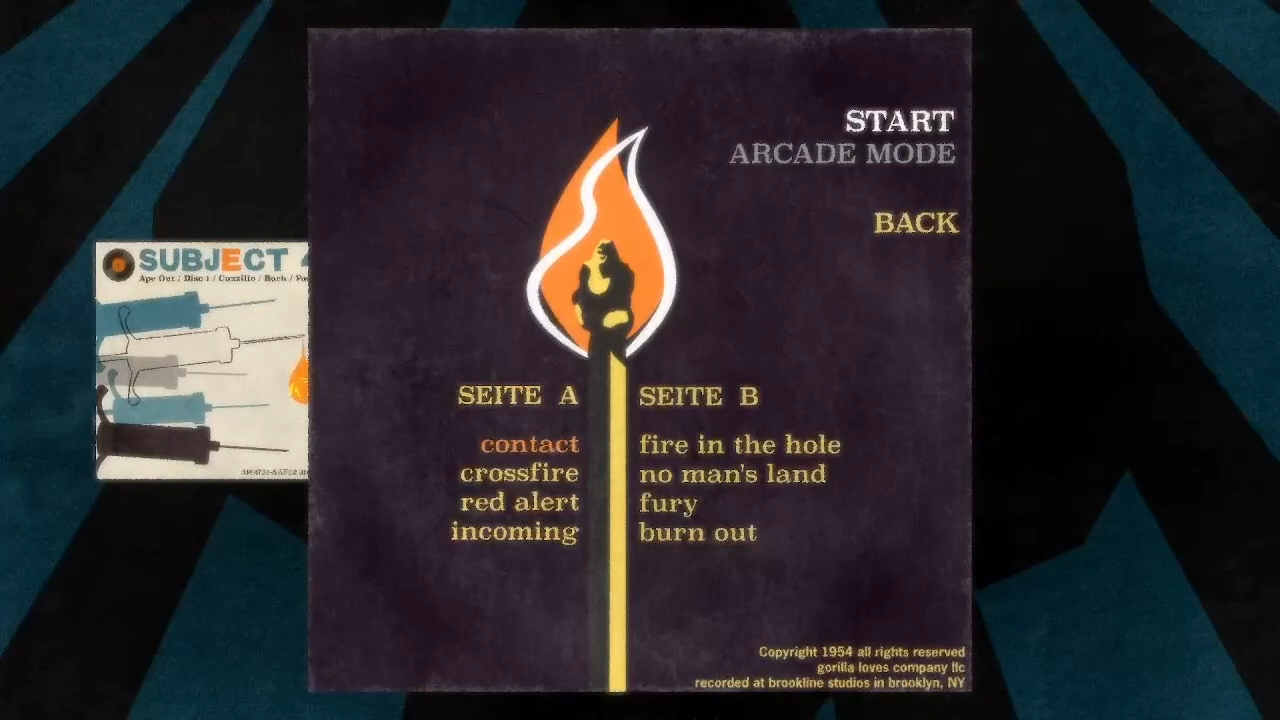 START
ARCADE MODE
BACK
SUBJECT
Ape Out / Disc 1 / Cuzzillo / Boch /
SEITE A
contact
crossfire
red alert
incoming
SEITE B
fire in the hole
no man's land
fury
burn out
Copyright 1954 all rights reserved
gorilla loves company llc
recorded at brookline studios in brooklyn, NY